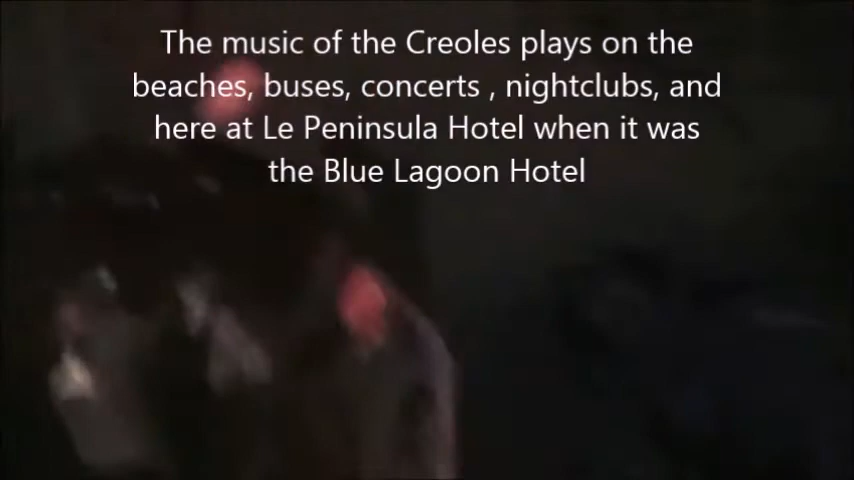 The music of the Creoles plays on the
beaches, buses, concerts , nightclubs, and
here at Le Peninsula Hotel when it was
the Blue Lagoon Hotel